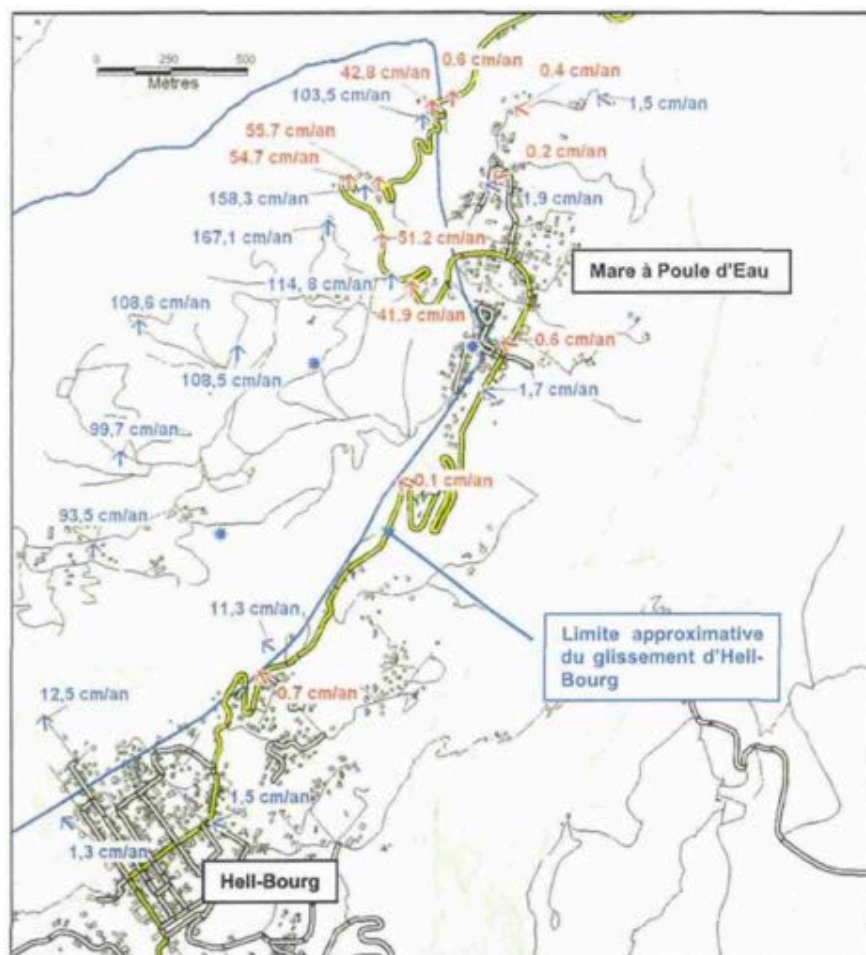 0 250 500
Mètres
0.6 cm/an
42.8 cm/an
103,5 cm/an
0.4 cm/an
1,5 cm/an
55.7 cm/an
54.7 cm/an
0.2 cm/an
158,3 cm/an
1,9 cm/an
167,1 cm/an
51.2 cm/an
Mare à Poule d'Eau
114, 8 cm/an
41.9 cm/an
108,6 cm/an
0.6 cm/an
108,5 cm/an
1,7 cm/an
99,7 cm/an
0.1 cm/an
93,5 cm/an
11,3 cm/an
Limite approximative
du glissement d'Hell-
Bourg
12,5 cm/an
0.7 cm/an
1,5 cm/an
1,3 cm/an
Hell-Bourg